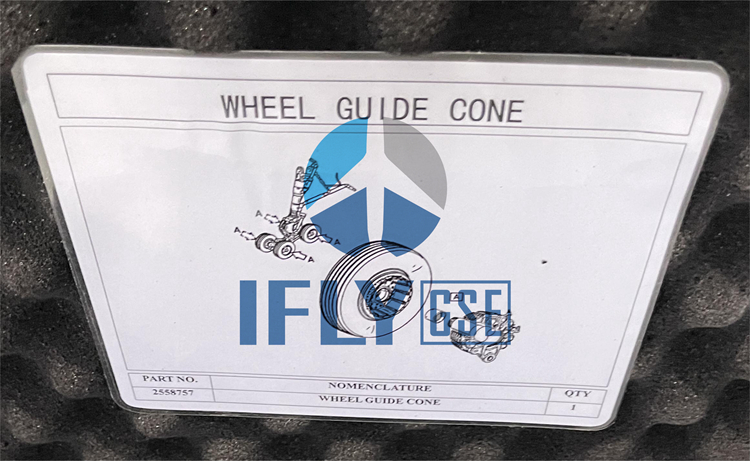 WHEEL GUIDE CONE
A
A
A
A
A
IFLY GSE
PART NO. NOMENCLATURE QTY
2558757 WHEEL GUIDE CONE 1